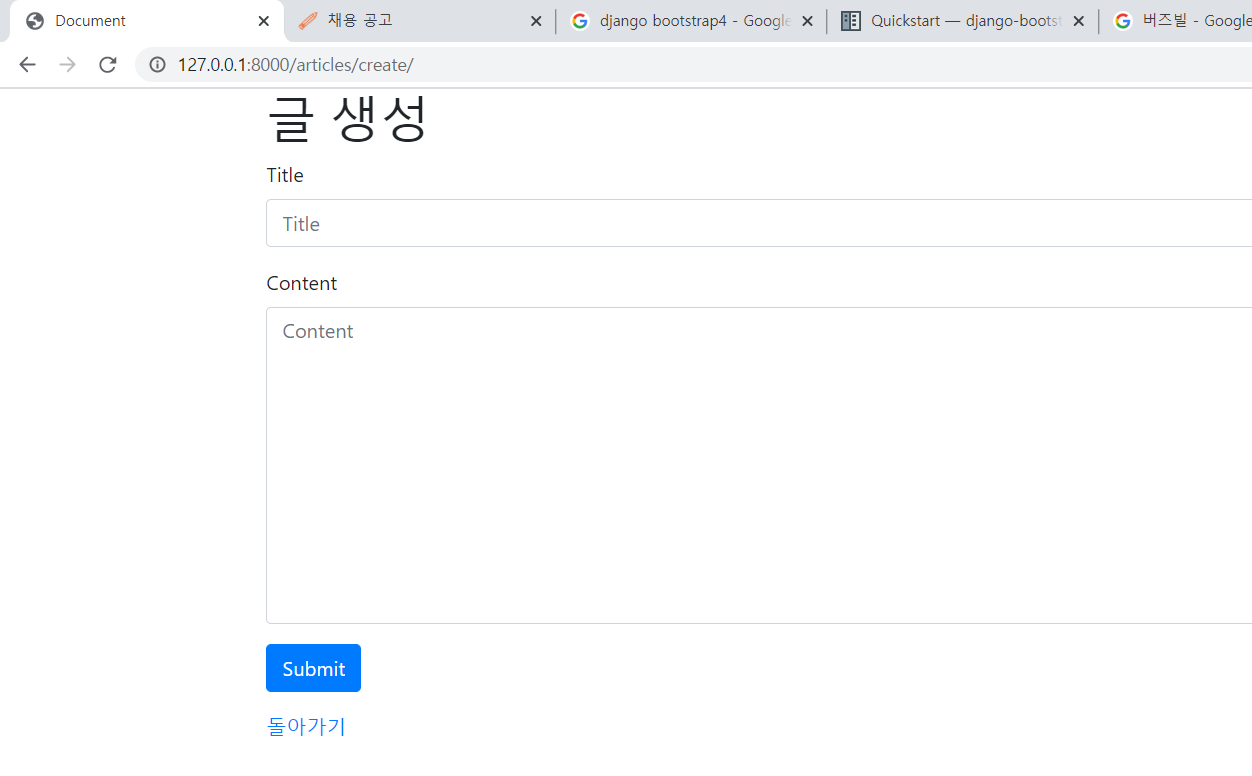 Document
채용 공고
django bootstrap4 - Google
Quickstart — django-bootst
버즈빌 - Google
127.0.0.1:8000/articles/create/
글 생성
Title
Title
Content
Content
Submit
돌아가기